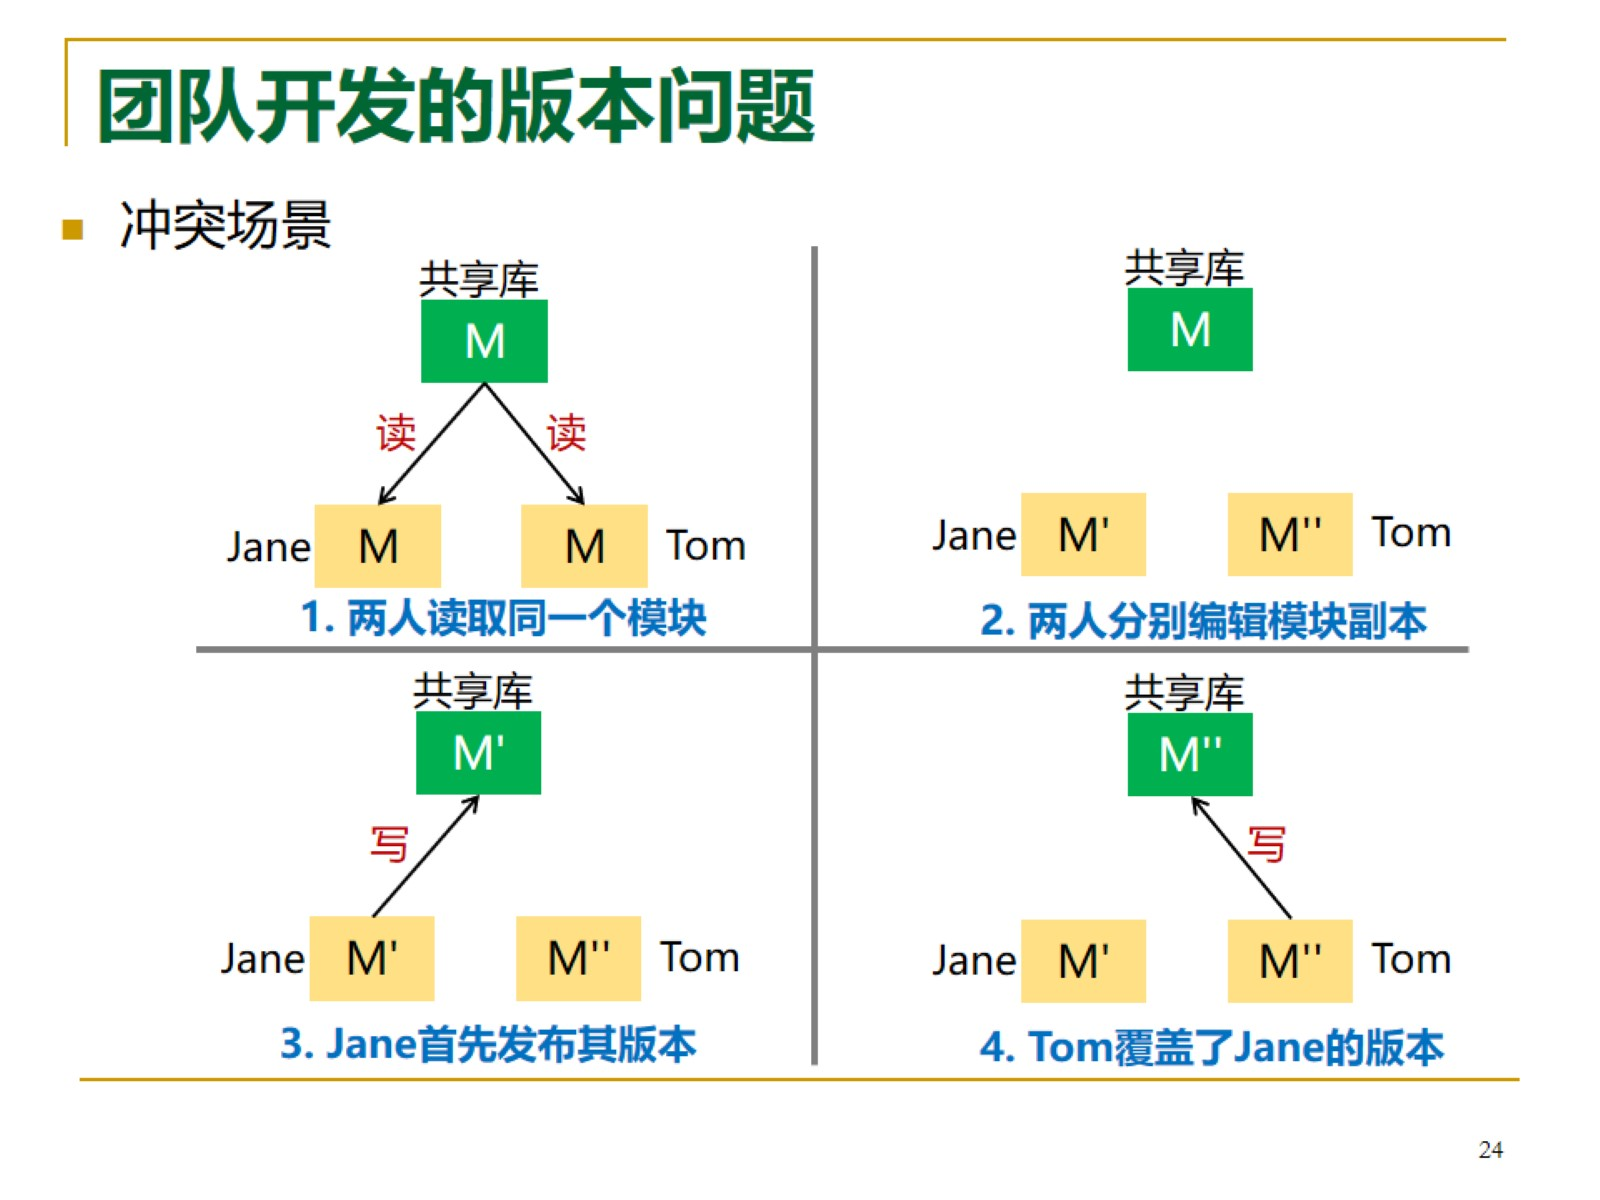 团队开发的版本问题
冲突场景
共享库
M
读 读
Jane M M Tom
1. 两人读取同一个模块
共享库
M
Jane M' M'' Tom
2. 两人分别编辑模块副本
共享库
M'
写
Jane M' M'' Tom
3. Jane首先发布其版本
共享库
M''
写
Jane M' M'' Tom
4. Tom覆盖了Jane的版本
24